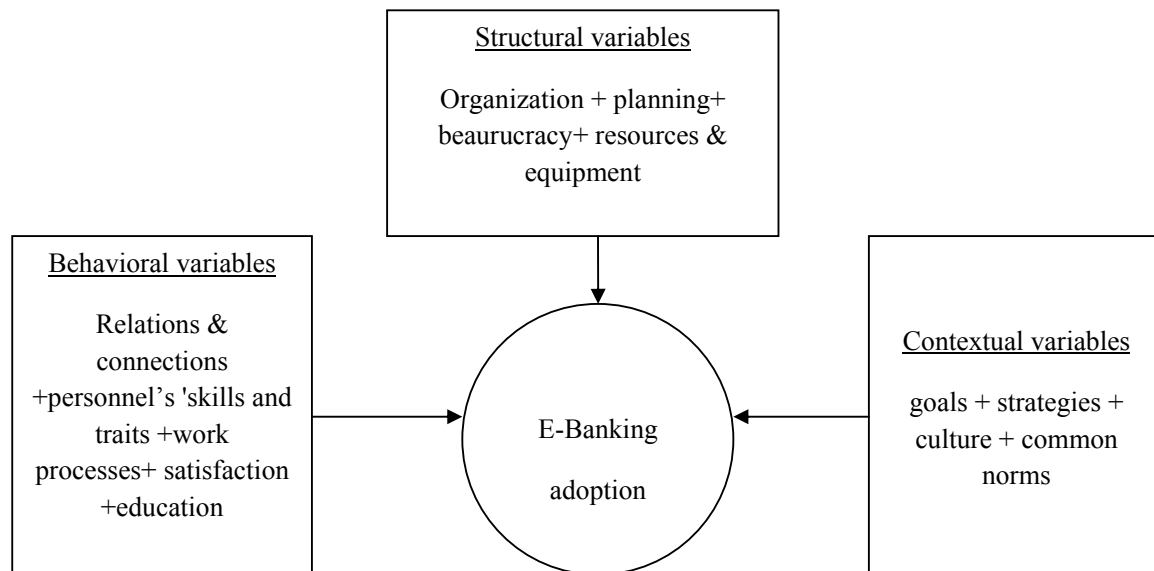 Structural variables
Organization + planning+
beaurucracy+ resources &
equipment
Behavioral variables
Relations &
connections
+personnel’s 'skills and
traits +work
processes+ satisfaction
+education
E-Banking
adoption
Contextual variables
goals + strategies +
culture + common
norms